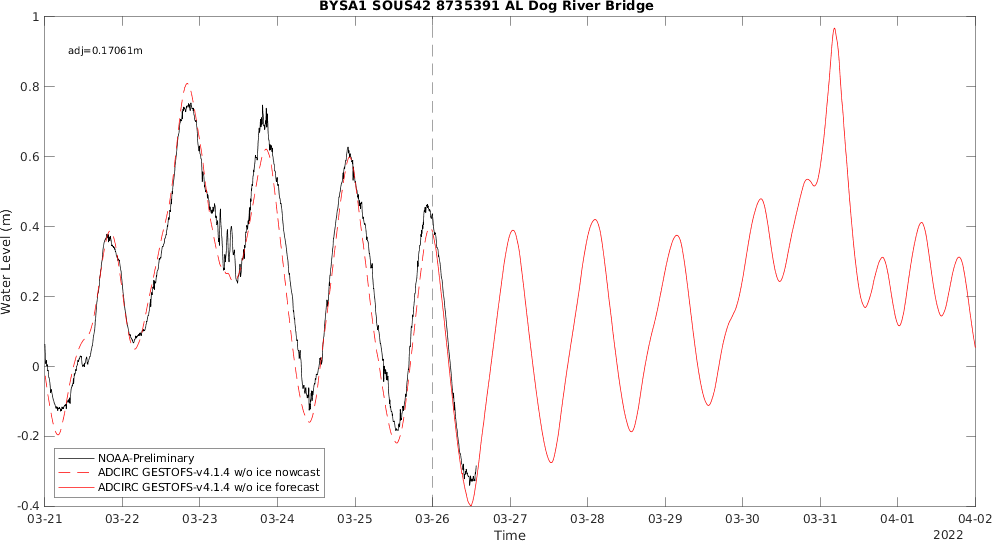 BYSA1 SOUS42 8735391 AL Dog River Bridge
adj=0.17061m
Water Level (m)
1
0.8
0.6
0.4
0.2
0
-0.2
-0.4
NOAA-Preliminary
ADCIRC GESTOFS-v4.1.4 w/o ice nowcast
ADCIRC GESTOFS-v4.1.4 w/o ice forecast
03-21 03-22 03-23 03-24 03-25 03-26 03-27 03-28 03-29 03-30 03-31 04-01 04-02
Time
2022